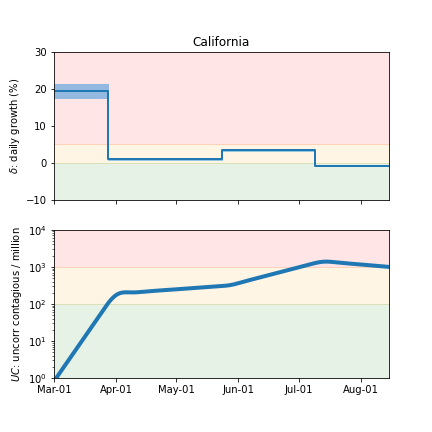 California
δ: daily growth (%)
30
20
10
0
−10
UC: uncorr contagious / million
10⁴
10³
10²
10¹
10⁰
Mar-01 Apr-01 May-01 Jun-01 Jul-01 Aug-01